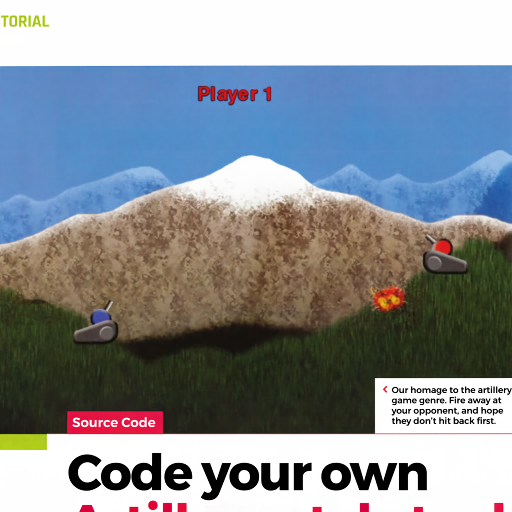 TORIAL
Player 1
Our homage to the artillery
game genre. Fire away at
your opponent, and hope
they don't hit back first.
Source Code
Code your own